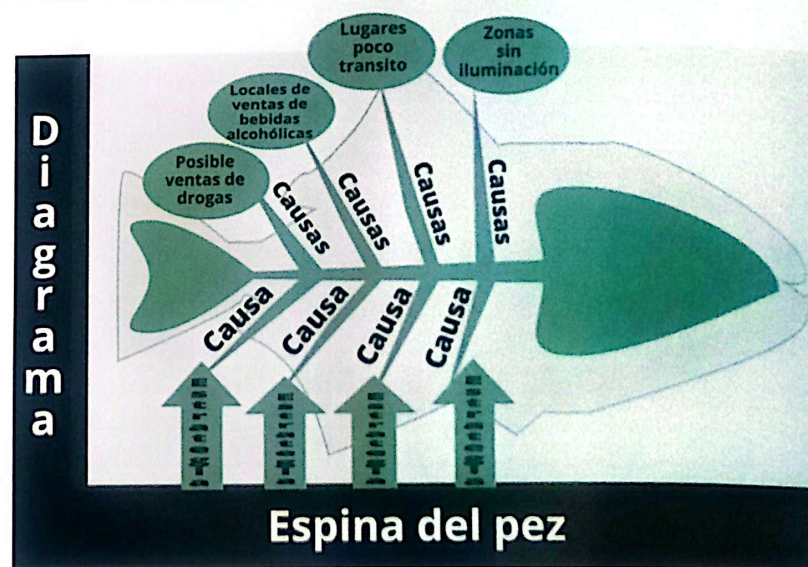 Diagrama
Lugares
poco
transito
Zonas
sin
iluminación
Locales de
ventas de
bebidas
alcohólicas
Posible
ventas de
drogas
Causas
Causas
Causas
Causas
Causa
Causa
Causa
Causa
Espina del pez